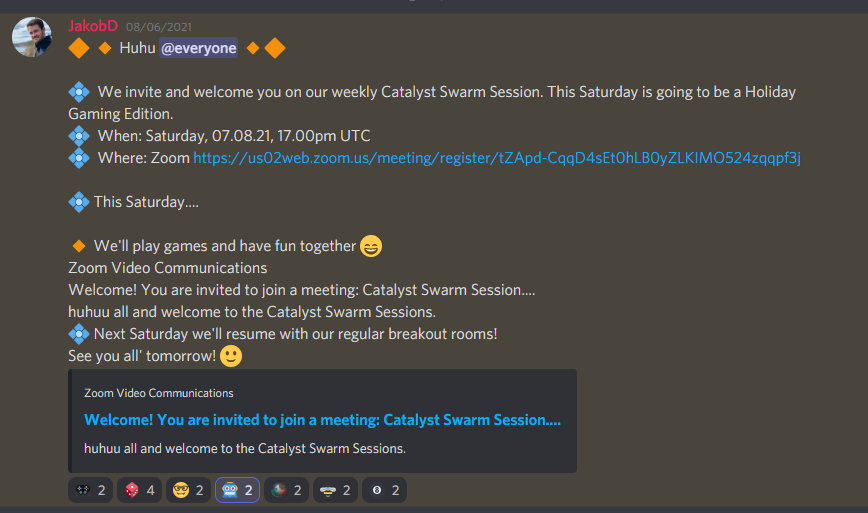 JakobD 08/06/2021
🔶 🔸 Huhu @everyone 🔸 🔶
💠 We invite and welcome you on our weekly Catalyst Swarm Session. This Saturday is going to be a Holiday
Gaming Edition.
💠 When: Saturday, 07.08.21, 17.00pm UTC
💠 Where: Zoom https://us02web.zoom.us/meeting/register/tZApd-CqqD4sEt0hLB0yZLKIMO524zqqpf3j
💠 This Saturday....
🔸 We'll play games and have fun together 😄
Zoom Video Communications
Welcome! You are invited to join a meeting: Catalyst Swarm Session....
huhuu all and welcome to the Catalyst Swarm Sessions.
💠 Next Saturday we'll resume with our regular breakout rooms!
See you all' tomorrow! 🙂
Zoom Video Communications
Welcome! You are invited to join a meeting: Catalyst Swarm Session....
huhuu all and welcome to the Catalyst Swarm Sessions.
2 4 2 2 2 2 8 2